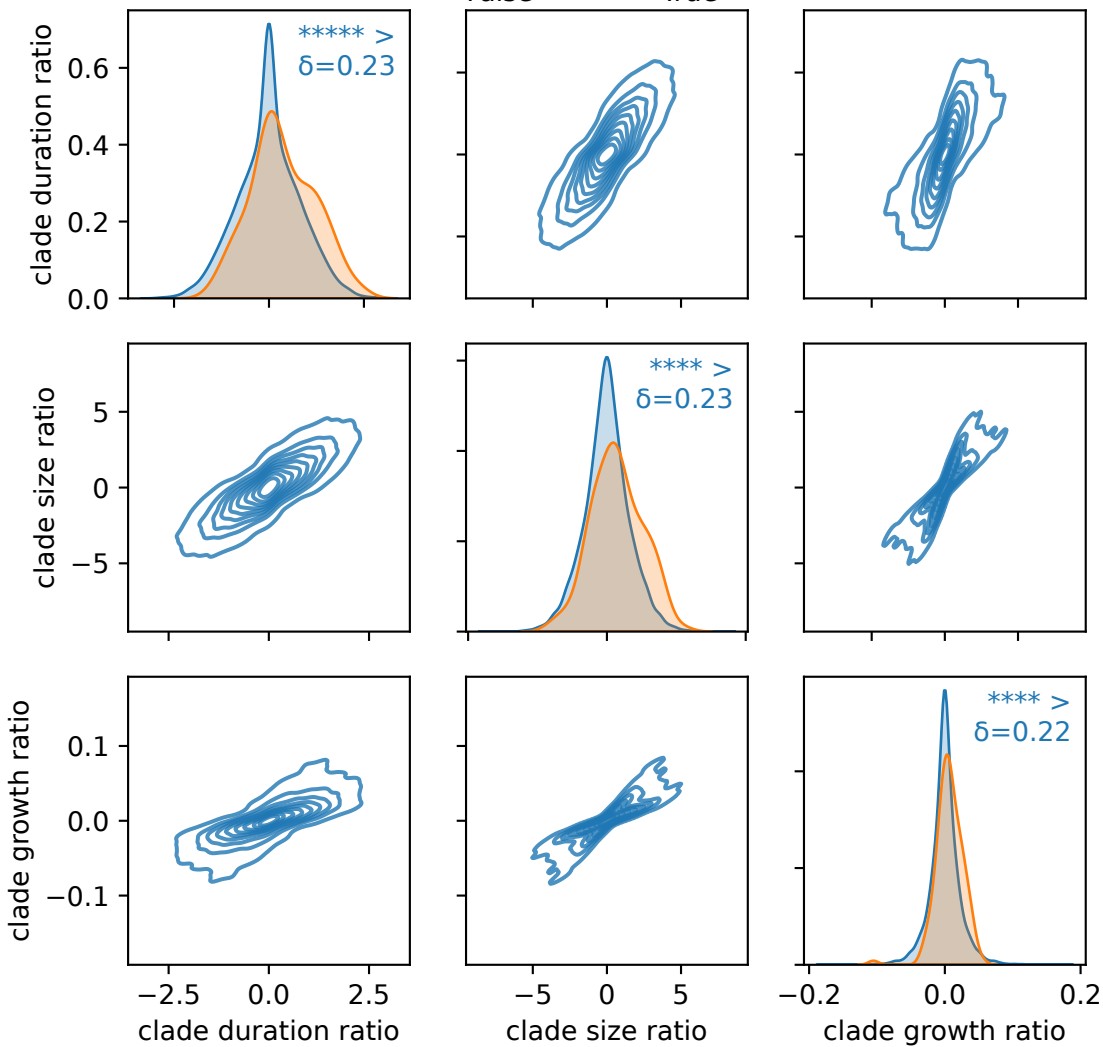 clade duration ratio
0.6
0.4
0.2
0.0
***** >
δ=0.23
clade size ratio
5
0
−5
**** >
δ=0.23
clade growth ratio
0.1
0.0
−0.1
**** >
δ=0.22
−2.5 0.0 2.5
−5 0 5
−0.2 0.0 0.2
clade duration ratio
clade size ratio
clade growth ratio